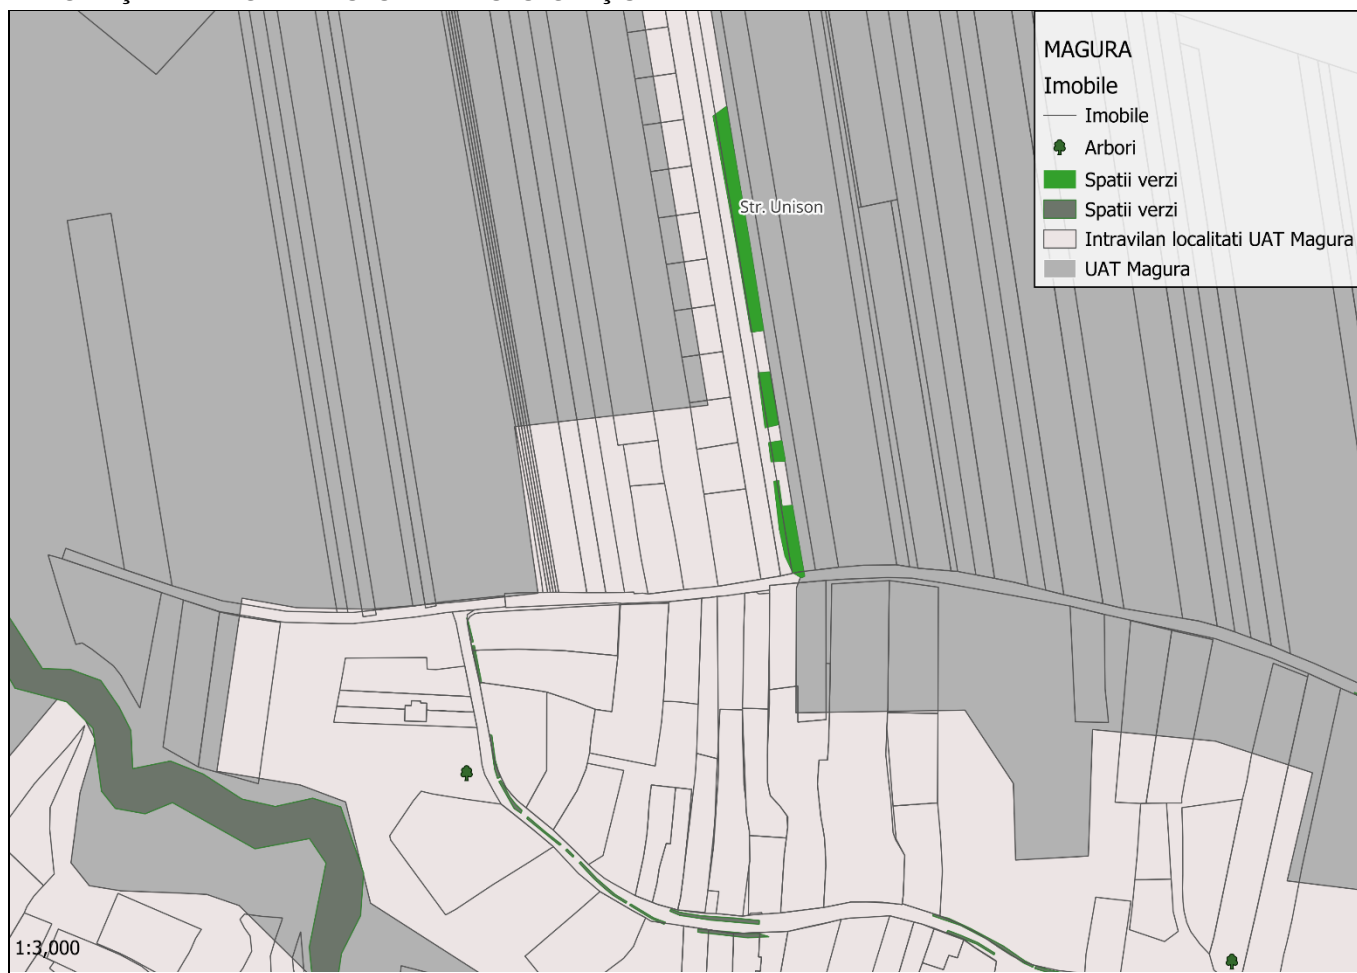 MAGURA
Imobile
Imobile
Arbori
Spatii verzi
Spatii verzi
Intravilan localitati UAT Magura
UAT Magura
Str. Unison
1:3,000